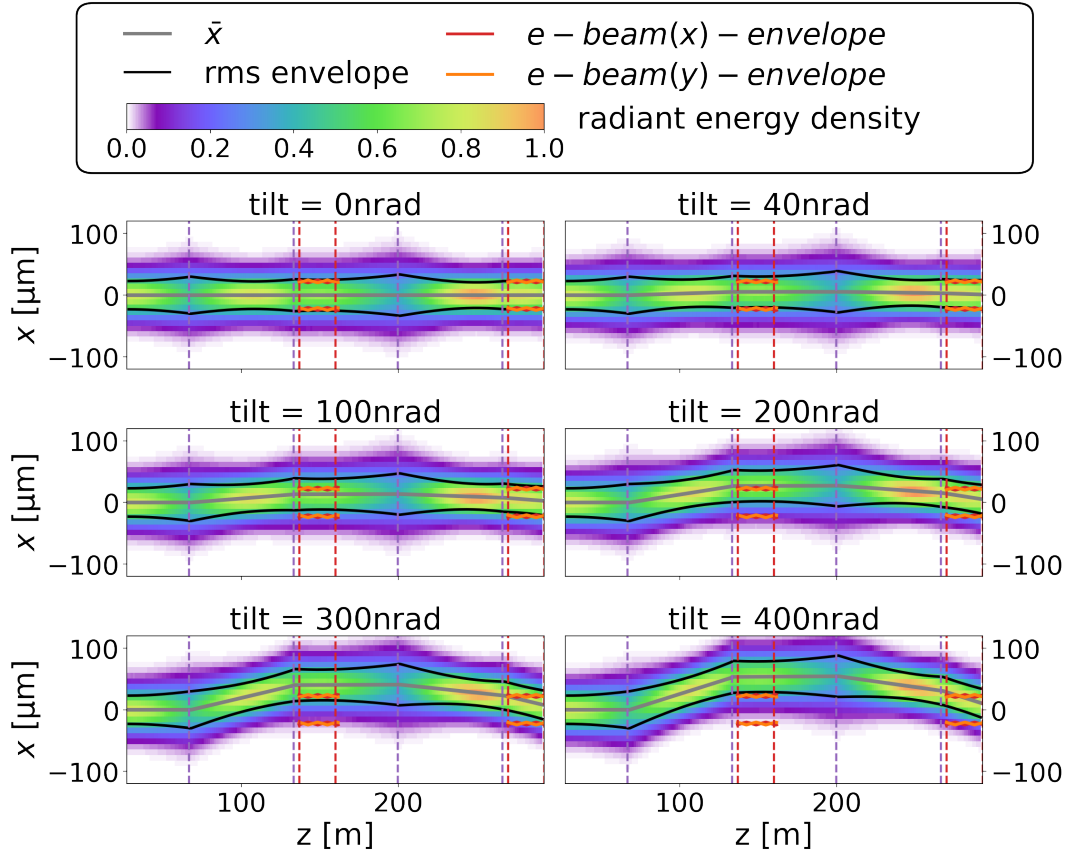 x̄
e − beam(x) − envelope
rms envelope
e − beam(y) − envelope
radiant energy density
0.0 0.2 0.4 0.6 0.8 1.0
tilt = 0nrad
tilt = 40nrad
100
0
−100
x [µm]
100
0
−100
tilt = 100nrad
tilt = 200nrad
100
0
−100
x [µm]
100
0
−100
tilt = 300nrad
tilt = 400nrad
100
0
−100
x [µm]
100
0
−100
100 200
100 200
z [m]
z [m]